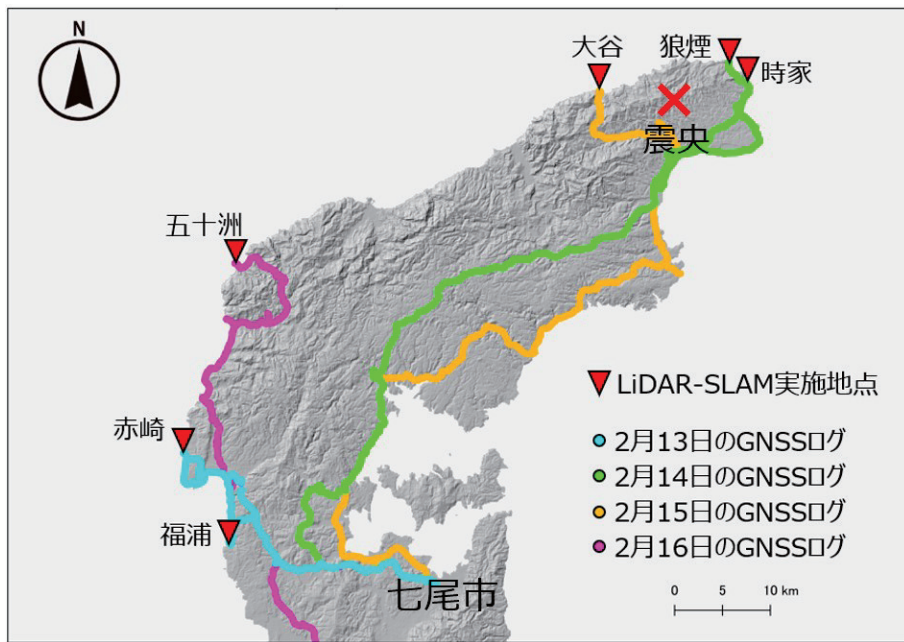 N
大谷
狼煙
時家
震央
五十洲
赤崎
福浦
七尾市
LiDAR-SLAM実施地点
2月13日のGNSSログ
2月14日のGNSSログ
2月15日のGNSSログ
2月16日のGNSSログ
0 5 10 km